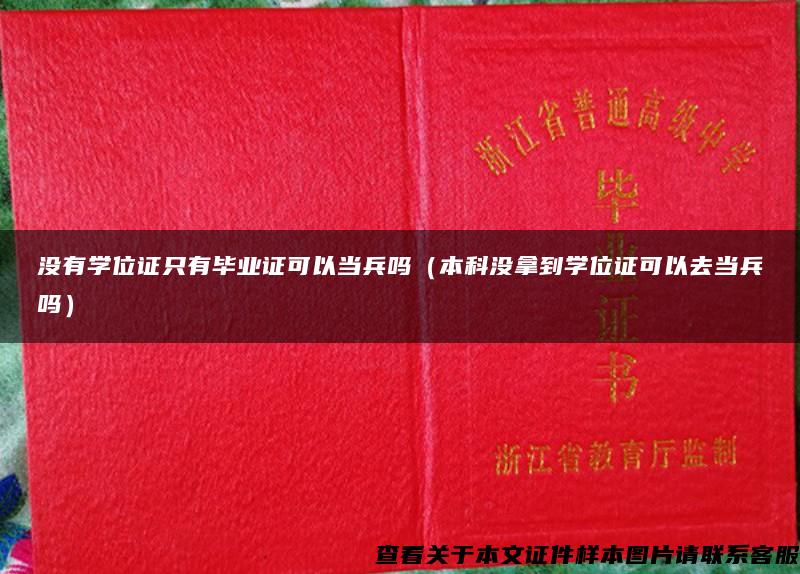 浙江省普通高级中学
毕业证书
没有学位证只有毕业证可以当兵吗（本科没拿到学位证可以去当兵
吗）
浙江省教育厅监制
查看关于本文证件样本图片请联系客服